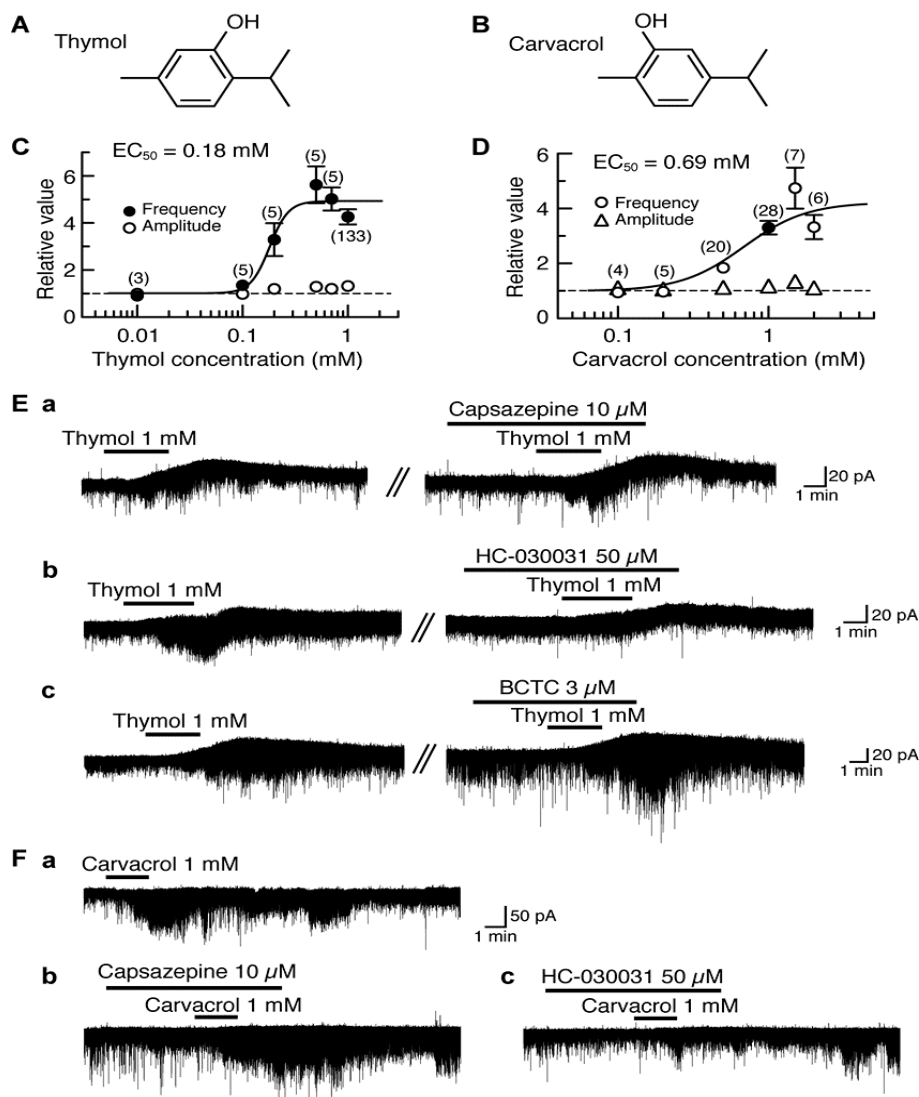 A
Thymol
OH
B
Carvacrol
OH
C
EC50 = 0.18 mM
Frequency
Amplitude
Relative value
6
4
2
0
(3)
(5)
(5)
(5)
(5)
(133)
0.01
0.1
1
Thymol concentration (mM)
D
EC50 = 0.69 mM
Frequency
Amplitude
Relative value
6
4
2
0
(4)
(5)
(20)
(28)
(7)
(6)
0.1
1
Carvacrol concentration (mM)
E a
Thymol 1 mM
Capsazepine 10 μM
Thymol 1 mM
20 pA
1 min
b
Thymol 1 mM
HC-030031 50 μM
Thymol 1 mM
20 pA
1 min
c
Thymol 1 mM
BCTC 3 μM
Thymol 1 mM
20 pA
1 min
F a
Carvacrol 1 mM
50 pA
1 min
b
Capsazepine 10 μM
Carvacrol 1 mM
c
HC-030031 50 μM
Carvacrol 1 mM